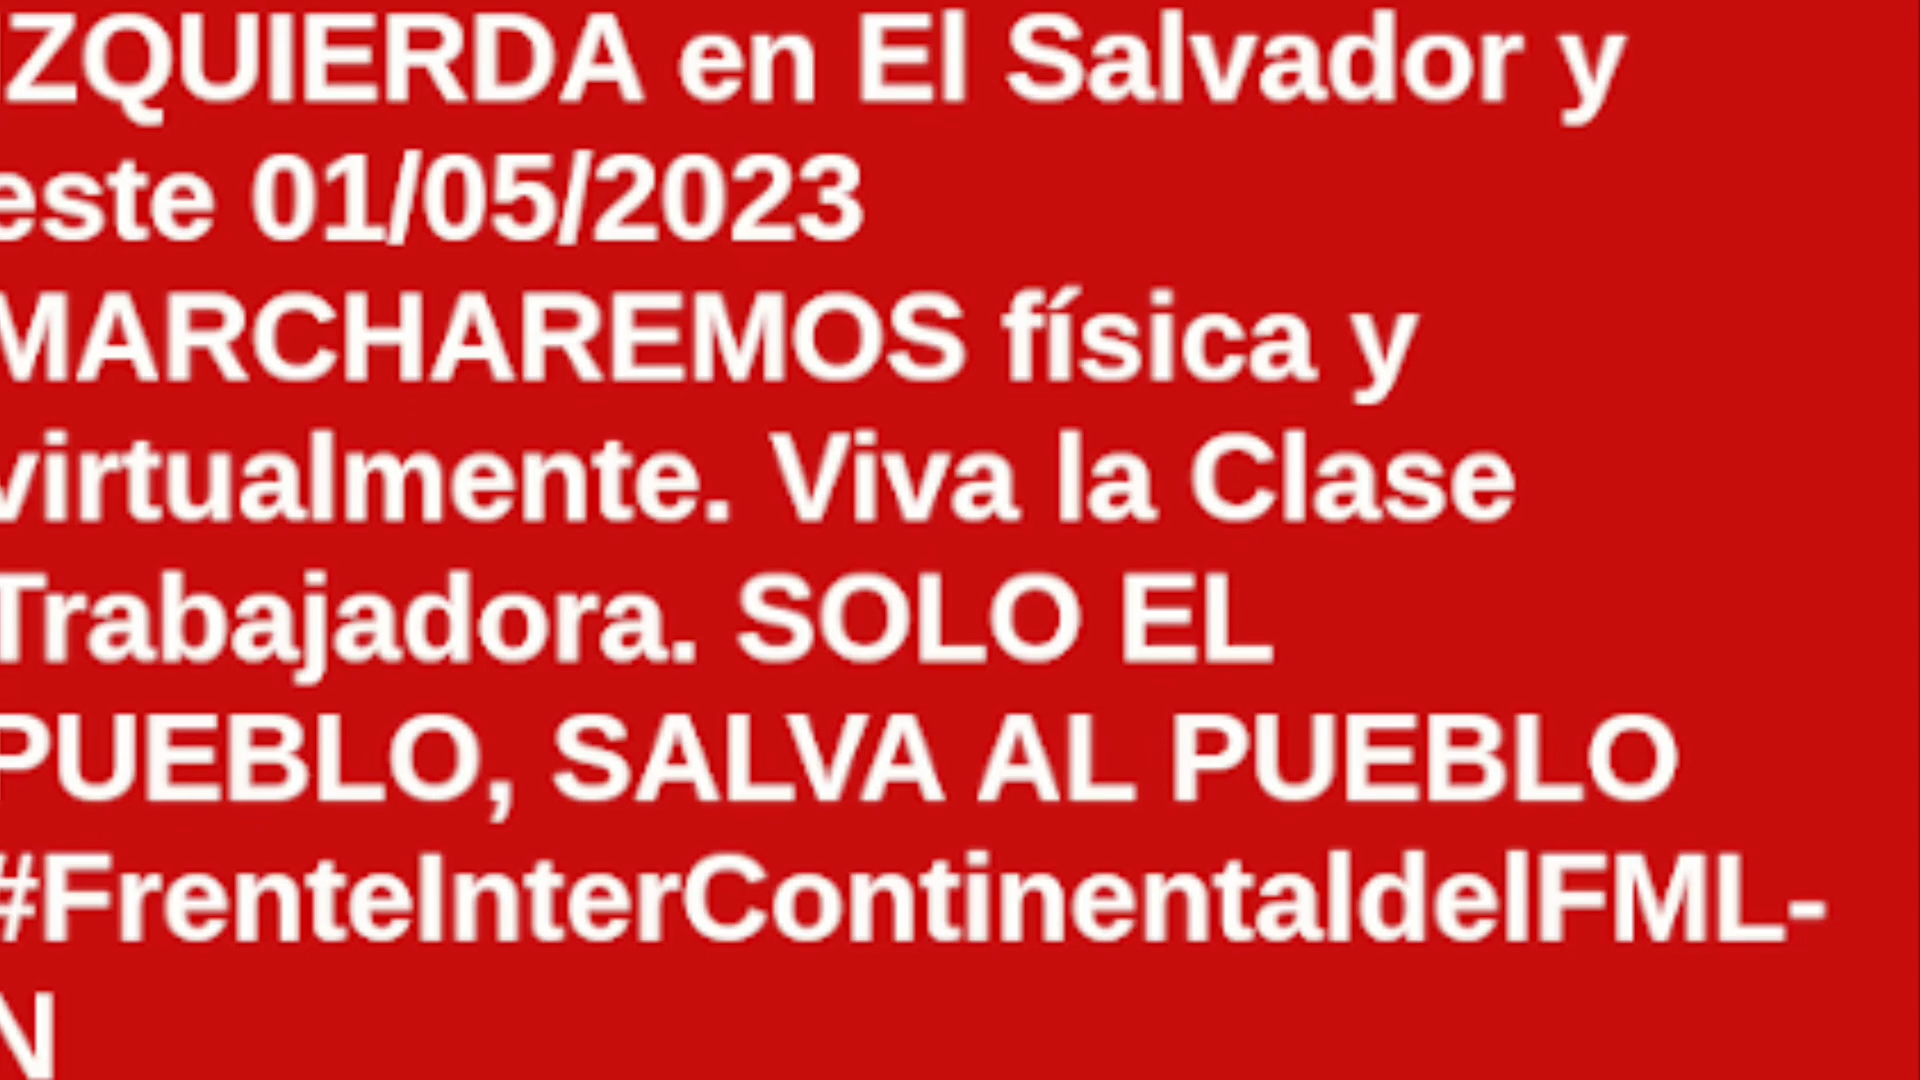 IZQUIERDA en El Salvador y
este 01/05/2023
MARCHAREMOS física y
virtualmente. Viva la Clase
Trabajadora. SOLO EL
PUEBLO, SALVA AL PUEBLO
#FrenteInterContinentaldelFML-
N